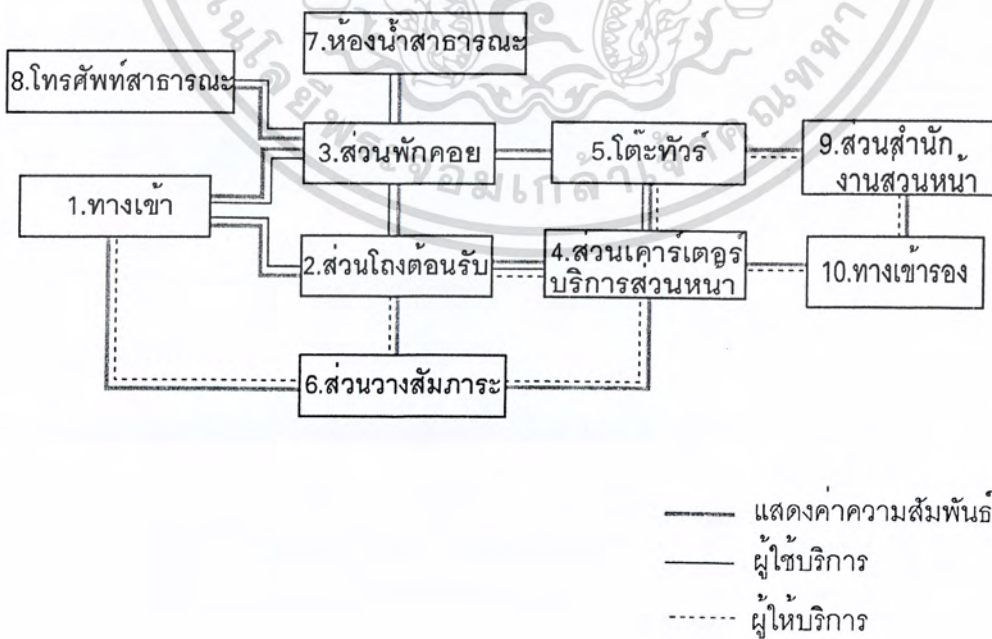 7.ห้องน้ำสาธารณะ
8.โทรศัพท์สาธารณะ
3.ส่วนพักคอย
5.โต๊ะทัวร์
9.ส่วนสำนัก
งานส่วนหน้า
1.ทางเข้า
2.ส่วนโถงต้อนรับ
4.ส่วนเคาร์เตอร์
บริการส่วนหน้า
10.ทางเข้ารอง
6.ส่วนวางสัมภาระ
แสดงค่าความสัมพันธ์
ผู้ใช้บริการ
ผู้ให้บริการ